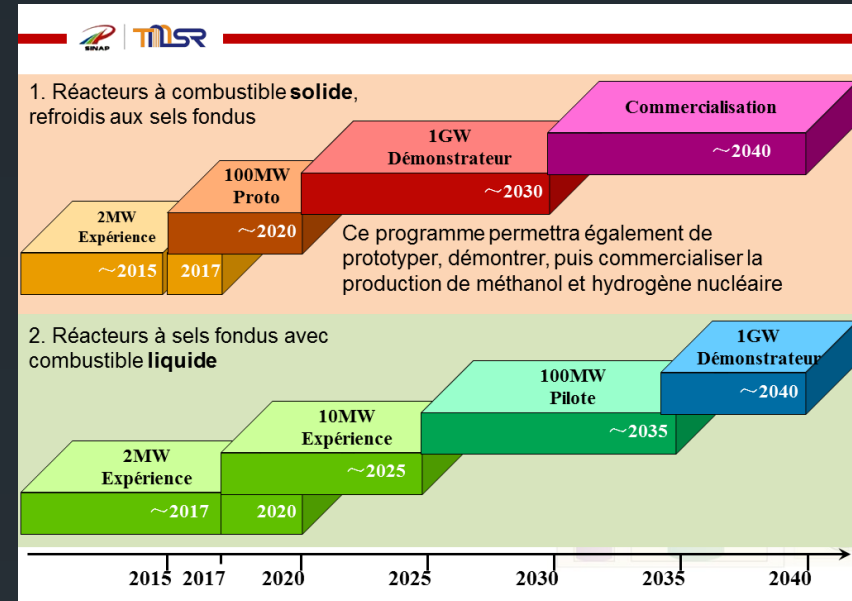 SINAP TMSR
1. Réacteurs à combustible solide,
refroidis aux sels fondus
2MW
Expérience
~2015 2017
100MW
Proto
~2020
1GW
Démonstrateur
~2030
Commercialisation
~2040
Ce programme permettra également de
prototyper, démontrer, puis commercialiser la
production de méthanol et hydrogène nucléaire
2. Réacteurs à sels fondus avec
combustible liquide
2MW
Expérience
~2017 2020
10MW
Expérience
~2025
100MW
Pilote
~2035
1GW
Démonstrateur
~2040
2015 2017 2020 2025 2030 2035 2040